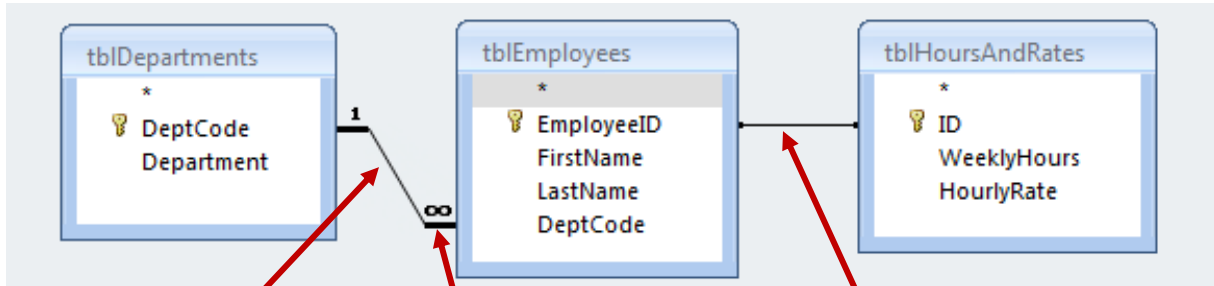 tblDepartments
*
DeptCode
Department
1
∞
tblEmployees
*
EmployeeID
FirstName
LastName
DeptCode
tblHoursAndRates
*
ID
WeeklyHours
HourlyRate